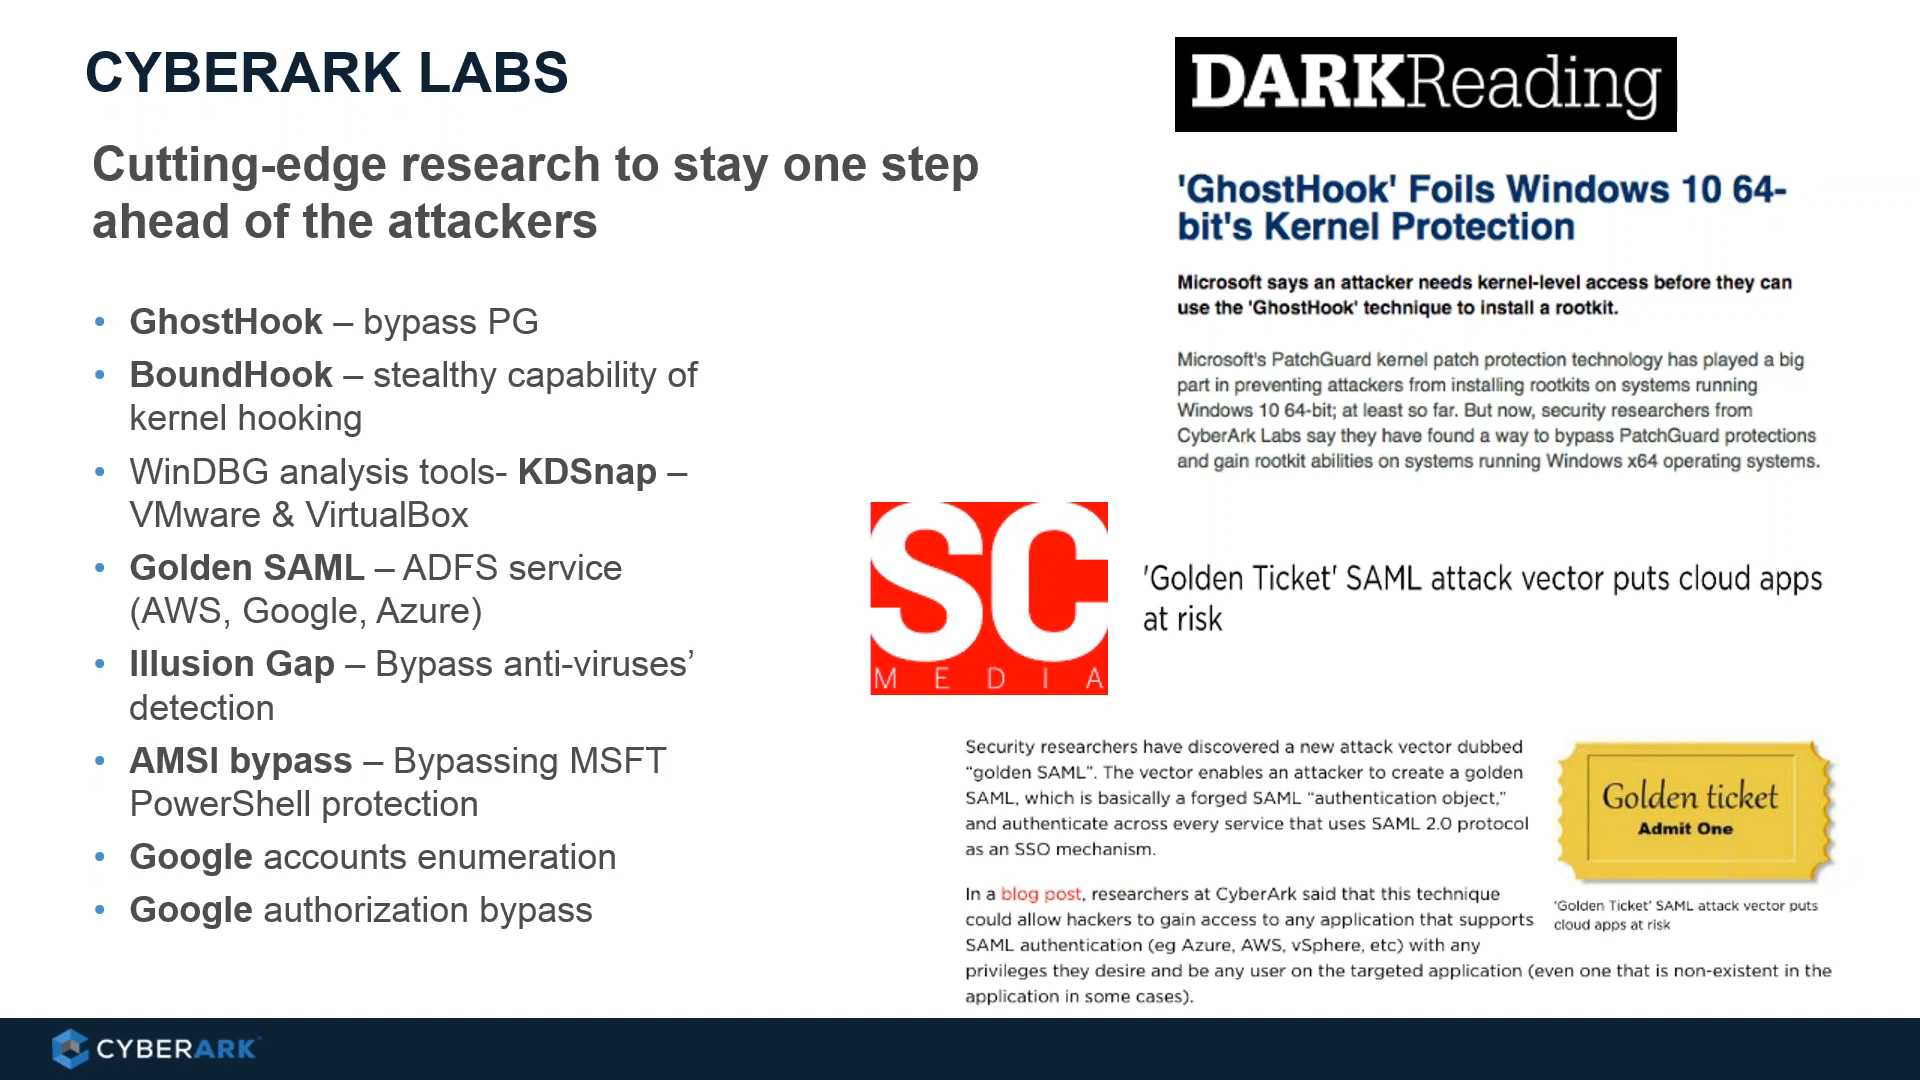 CYBERARK LABS
Cutting-edge research to stay one step
ahead of the attackers
• GhostHook – bypass PG
• BoundHook – stealthy capability of
kernel hooking
• WinDBG analysis tools- KDSnap –
VMware & VirtualBox
• Golden SAML – ADFS service
(AWS, Google, Azure)
• Illusion Gap – Bypass anti-viruses’
detection
• AMSI bypass – Bypassing MSFT
PowerShell protection
• Google accounts enumeration
• Google authorization bypass
DARKReading
'GhostHook' Foils Windows 10 64-
bit's Kernel Protection
Microsoft says an attacker needs kernel-level access before they can
use the 'GhostHook' technique to install a rootkit.
Microsoft's PatchGuard kernel patch protection technology has played a big
part in preventing attackers from installing rootkits on systems running
Windows 10 64-bit; at least so far. But now, security researchers from
CyberArk Labs say they have found a way to bypass PatchGuard protections
and gain rootkit abilities on systems running Windows x64 operating systems.
SC
MEDIA
'Golden Ticket' SAML attack vector puts cloud apps
at risk
Security researchers have discovered a new attack vector dubbed
“golden SAML”. The vector enables an attacker to create a golden
SAML, which is basically a forged SAML “authentication object,”
and authenticate across every service that uses SAML 2.0 protocol
as an SSO mechanism.
In a blog post, researchers at CyberArk said that this technique
could allow hackers to gain access to any application that supports
SAML authentication (eg Azure, AWS, vSphere, etc) with any
privileges they desire and be any user on the targeted application (even one that is non-existent in the
application in some cases).
Golden ticket
Admit One
'Golden Ticket' SAML attack vector puts
cloud apps at risk
CYBERARK